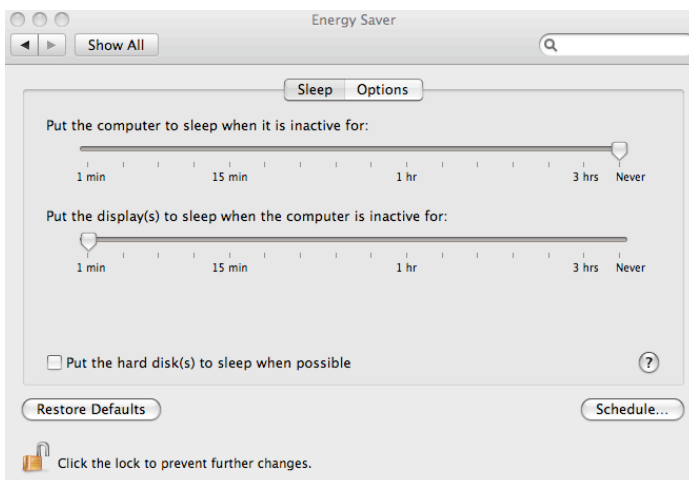 Energy Saver
Show All
Sleep Options
Put the computer to sleep when it is inactive for:
1 min 15 min 1 hr 3 hrs Never
Put the display(s) to sleep when the computer is inactive for:
1 min 15 min 1 hr 3 hrs Never
Put the hard disk(s) to sleep when possible ?
Restore Defaults Schedule...
Click the lock to prevent further changes.